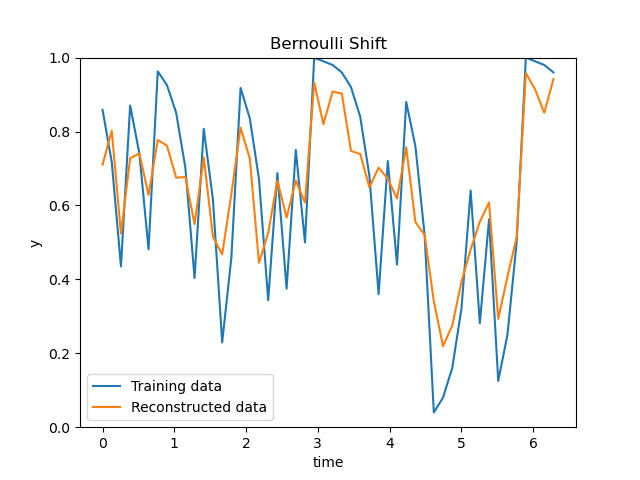 Bernoulli Shift
1.0
0.8
0.6
0.4
0.2
0.0
y
Training data
Reconstructed data
0 1 2 3 4 5 6
time